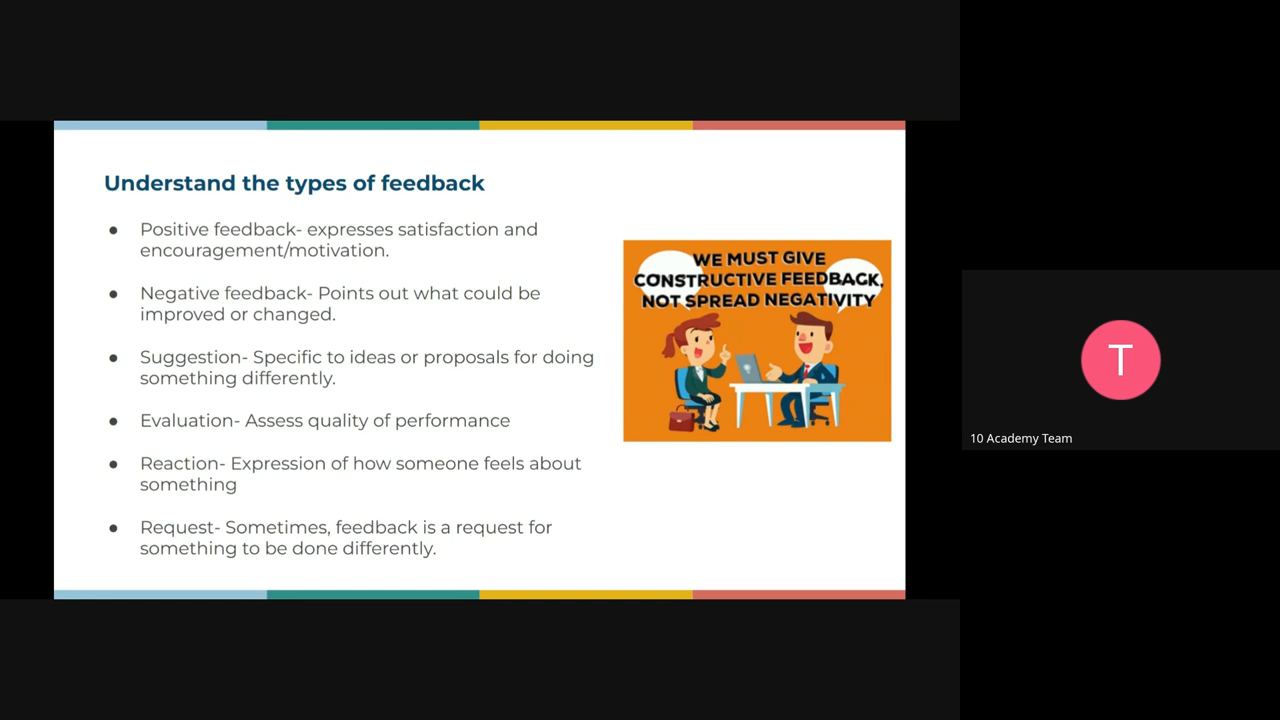 Understand the types of feedback
● Positive feedback- expresses satisfaction and
encouragement/motivation.
● Negative feedback- Points out what could be
improved or changed.
● Suggestion- Specific to ideas or proposals for doing
something differently.
● Evaluation- Assess quality of performance
● Reaction- Expression of how someone feels about
something
● Request- Sometimes, feedback is a request for
something to be done differently.
WE MUST GIVE
CONSTRUCTIVE FEEDBACK,
NOT SPREAD NEGATIVITY
T
10 Academy Team